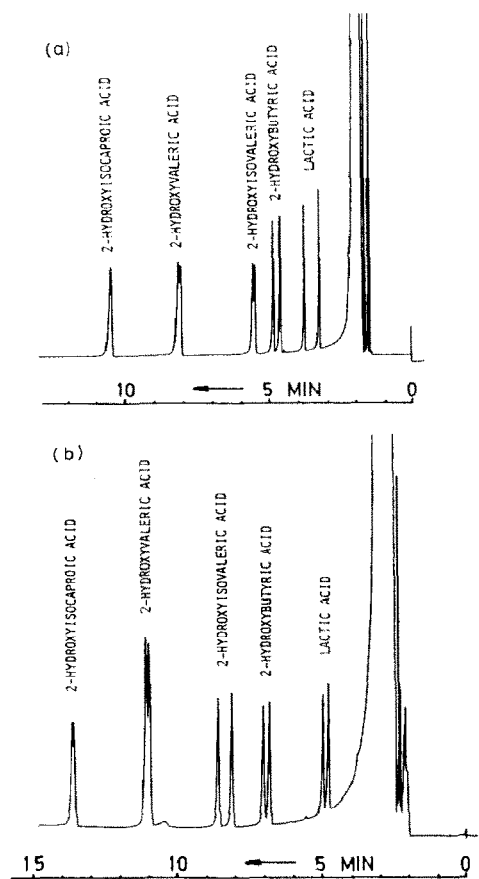 (a)
2-HYDROXYISOCAPROIC ACID
2-HYDROXYVALERIC ACID
2-HYDROXYISOVALERIC ACID
2-HYDROXYBUTYRIC ACID
LACTIC ACID
10 5 MIN 0
(b)
2-HYDROXYISOCAPROIC ACID
2-HYDROXYVALERIC ACID
2-HYDROXYISOVALERIC ACID
2-HYDROXYBUTYRIC ACID
LACTIC ACID
15 10 5 MIN 0